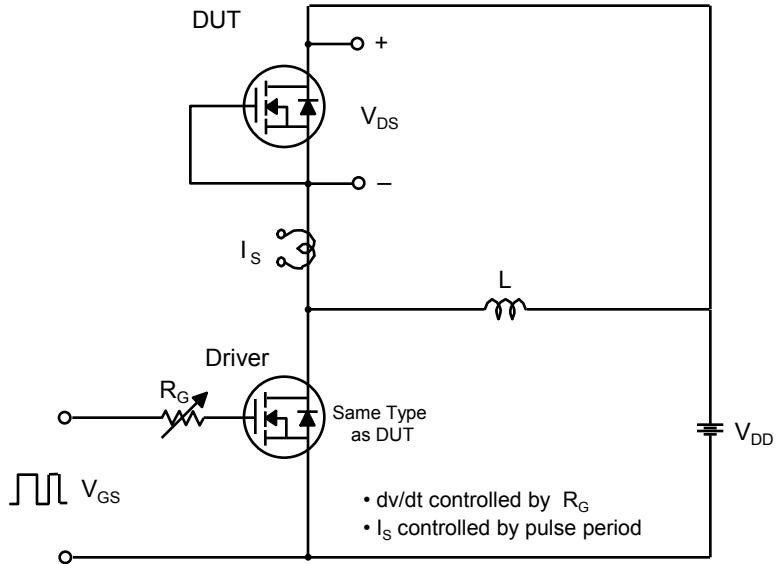 DUT
+
V_DS
–
I_S
L
Driver
R_G
Same Type
as DUT
V_DD
V_GS
• dv/dt controlled by R_G
• I_S controlled by pulse period